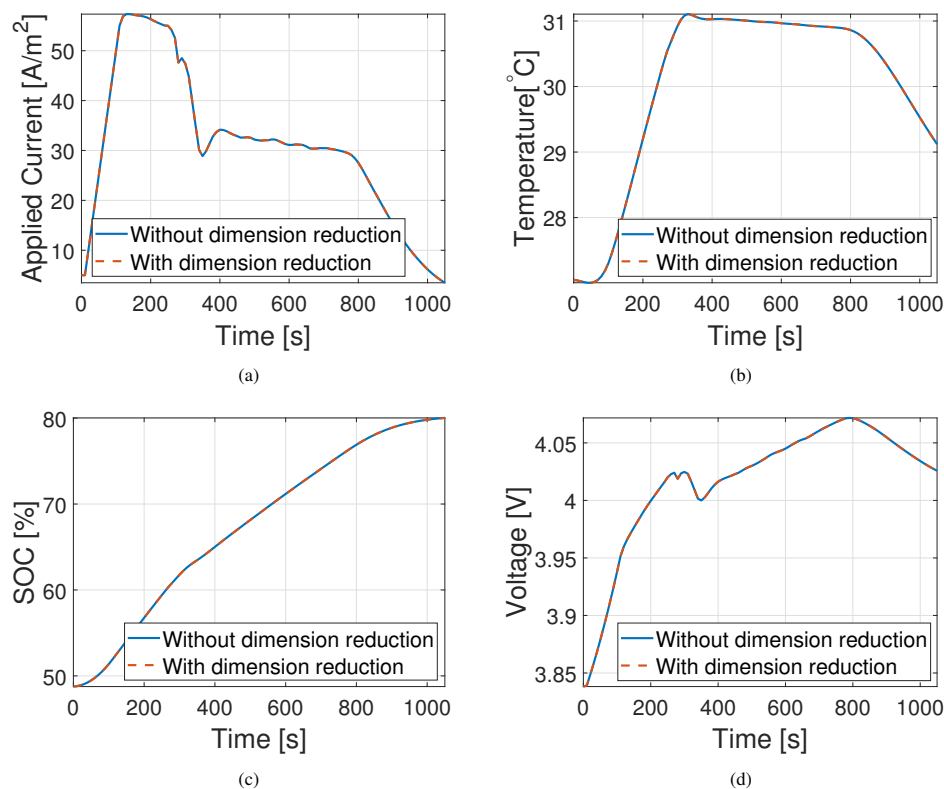 Applied Current [A/m²]
50
40
30
20
10
Without dimension reduction
With dimension reduction
0 200 400 600 800 1000
Time [s]
(a)
Temperature[°C]
31
30
29
28
Without dimension reduction
With dimension reduction
0 200 400 600 800 1000
Time [s]
(b)
SOC [%]
80
70
60
50
Without dimension reduction
With dimension reduction
0 200 400 600 800 1000
Time [s]
(c)
Voltage [V]
4.05
4
3.95
3.9
3.85
Without dimension reduction
With dimension reduction
0 200 400 600 800 1000
Time [s]
(d)